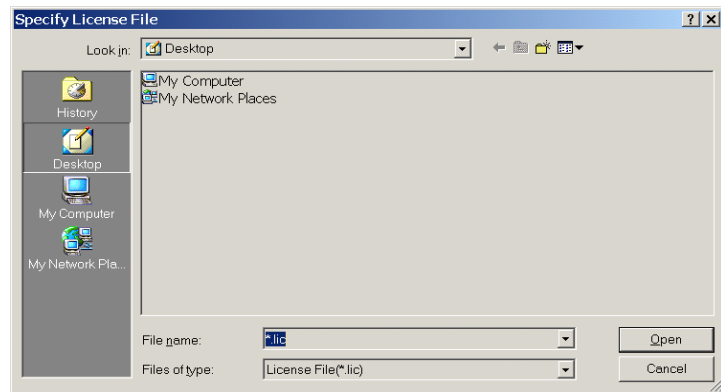 Specify License File
Look in: Desktop
My Computer
My Network Places
History
Desktop
My Computer
My Network Pla...
File name: *.lic Open
Files of type: License File(*.lic) Cancel